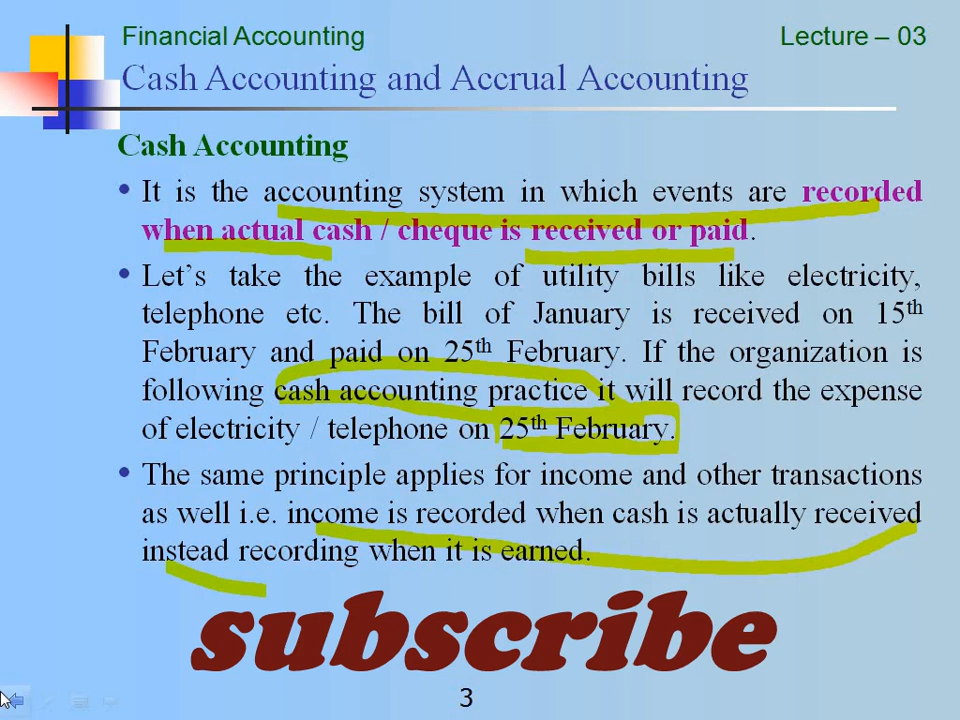 Financial Accounting Lecture – 03
Cash Accounting and Accrual Accounting
Cash Accounting
• It is the accounting system in which events are recorded
when actual cash / cheque is received or paid.
• Let’s take the example of utility bills like electricity,
telephone etc. The bill of January is received on 15th
February and paid on 25th February. If the organization is
following cash accounting practice it will record the expense
of electricity / telephone on 25th February.
• The same principle applies for income and other transactions
as well i.e. income is recorded when cash is actually received
instead recording when it is earned.
subscribe
3